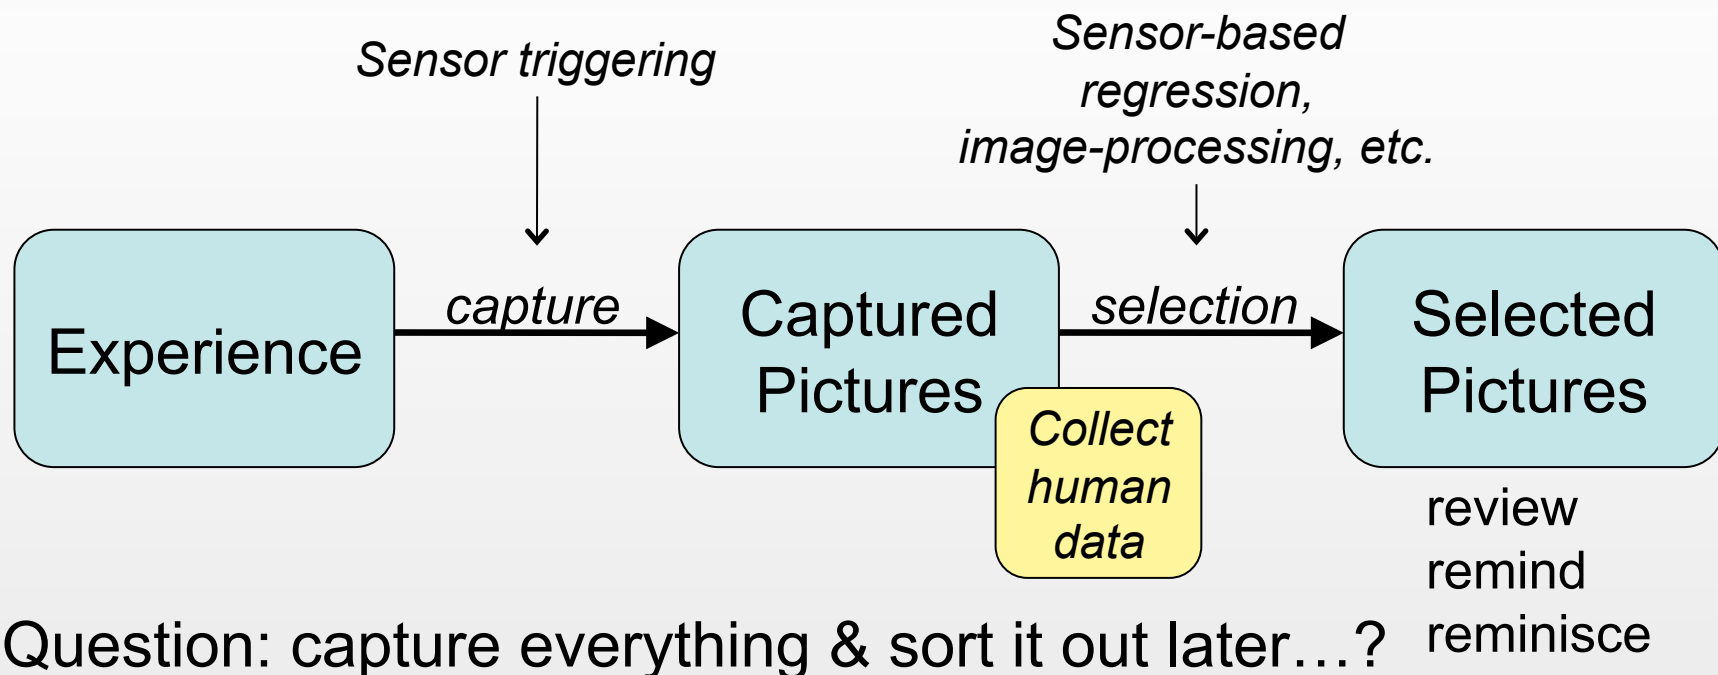 Sensor triggering
Sensor-based
regression,
image-processing, etc.
Experience
capture
Captured
Pictures
selection
Selected
Pictures
Collect
human
data
review
remind
reminisce
Question: capture everything & sort it out later…?